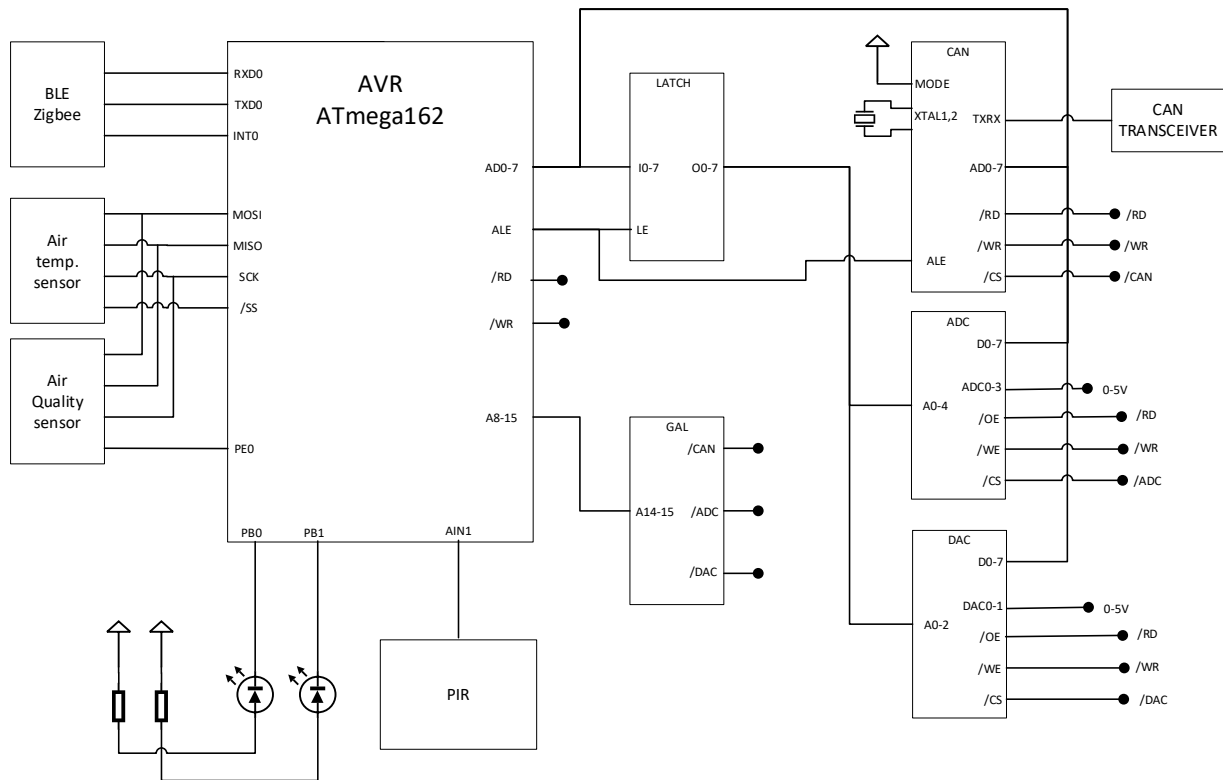 BLE
Zigbee
Air
temp.
sensor
Air
Quality
sensor
AVR
ATmega162
RXD0
TXD0
INT0
MOSI
MISO
SCK
/SS
PE0
PB0
PB1
AIN1
AD0-7
ALE
/RD
/WR
A8-15
PIR
LATCH
I0-7
O0-7
LE
GAL
/CAN
A14-15
/ADC
/DAC
CAN
MODE
XTAL1,2
TXRX
AD0-7
/RD
/WR
ALE
/CS
/RD
/WR
/CAN
CAN
TRANSCEIVER
ADC
D0-7
ADC0-3
A0-4
/OE
/WE
/CS
0-5V
/RD
/WR
/ADC
DAC
D0-7
DAC0-1
A0-2
/OE
/WE
/CS
0-5V
/RD
/WR
/DAC